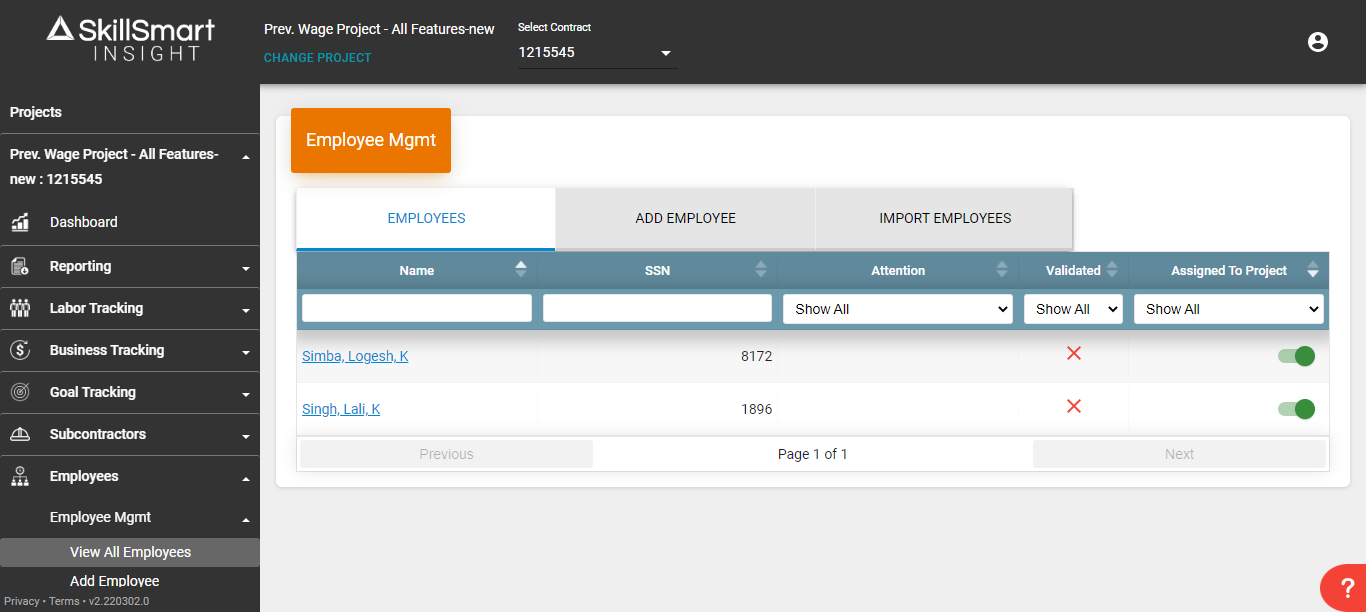 SkillSmart
INSIGHT
Prev. Wage Project - All Features-new
CHANGE PROJECT
Select Contract
1215545
Projects
Prev. Wage Project - All Features-
new : 1215545
Dashboard
Reporting
Labor Tracking
Business Tracking
Goal Tracking
Subcontractors
Employees
Employee Mgmt
View All Employees
Add Employee
Privacy • Terms • v2.220302.0
Employee Mgmt
EMPLOYEES ADD EMPLOYEE IMPORT EMPLOYEES
Name SSN Attention Validated Assigned To Project
Show All Show All Show All
Simba, Logesh, K 8172
Singh, Lali, K 1896
Previous Page 1 of 1 Next
?